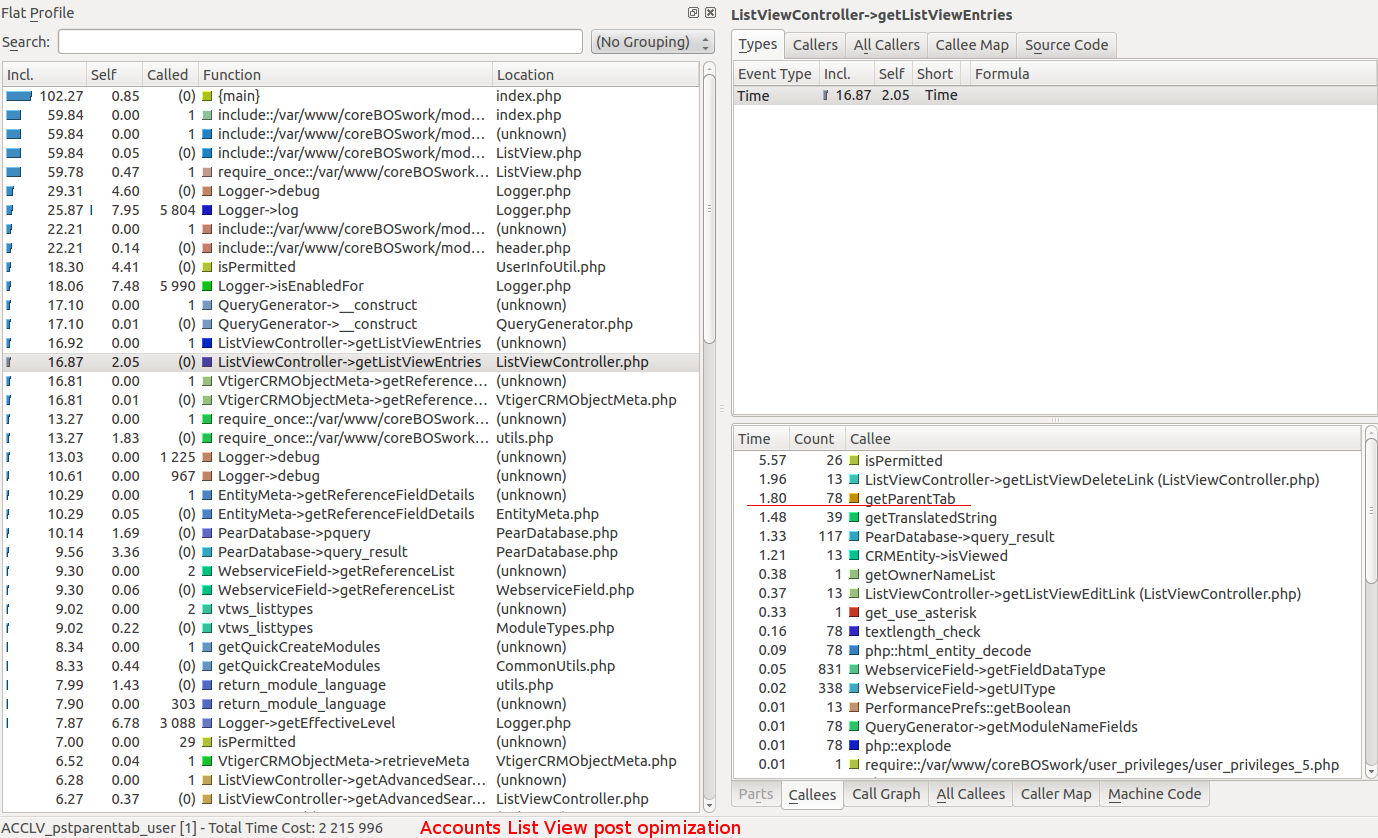 Flat Profile
Search: (No Grouping)
Incl. Self Called Function Location
102.27 0.85 (0) {main} index.php
59.84 0.00 1 include::/var/www/coreBOSwork/mod... index.php
59.84 0.00 1 include::/var/www/coreBOSwork/mod... (unknown)
59.84 0.05 (0) include::/var/www/coreBOSwork/mod... ListView.php
59.78 0.47 1 require_once::/var/www/coreBOSwork... ListView.php
29.31 4.60 (0) Logger->debug Logger.php
25.87 7.95 5 804 Logger->log Logger.php
22.21 0.00 1 include::/var/www/coreBOSwork/mod... (unknown)
22.21 0.14 (0) include::/var/www/coreBOSwork/mod... header.php
18.30 4.41 (0) isPermitted UserInfoUtil.php
18.06 7.48 5 990 Logger->isEnabledFor Logger.php
17.10 0.00 1 QueryGenerator->__construct (unknown)
17.10 0.01 (0) QueryGenerator->__construct QueryGenerator.php
16.92 0.00 1 ListViewController->getListViewEntries (unknown)
16.87 2.05 (0) ListViewController->getListViewEntries ListViewController.php
16.81 0.00 1 VtigerCRMObjectMeta->getReference... (unknown)
16.81 0.01 (0) VtigerCRMObjectMeta->getReference... VtigerCRMObjectMeta.php
13.27 0.00 1 require_once::/var/www/coreBOSwork... (unknown)
13.27 1.83 (0) require_once::/var/www/coreBOSwork... utils.php
13.03 0.00 1 225 Logger->debug (unknown)
10.61 0.00 967 Logger->debug (unknown)
10.29 0.00 1 EntityMeta->getReferenceFieldDetails (unknown)
10.29 0.05 (0) EntityMeta->getReferenceFieldDetails EntityMeta.php
10.14 1.69 (0) PearDatabase->pquery PearDatabase.php
9.56 3.36 (0) PearDatabase->query_result PearDatabase.php
9.30 0.00 2 WebserviceField->getReferenceList (unknown)
9.30 0.06 (0) WebserviceField->getReferenceList WebserviceField.php
9.02 0.00 2 vtws_listtypes (unknown)
9.02 0.22 (0) vtws_listtypes ModuleTypes.php
8.34 0.00 1 getQuickCreateModules (unknown)
8.33 0.44 (0) getQuickCreateModules CommonUtils.php
7.99 1.43 (0) return_module_language utils.php
7.90 0.00 303 return_module_language (unknown)
7.87 6.78 3 088 Logger->getEffectiveLevel Logger.php
7.00 0.00 29 isPermitted (unknown)
6.52 0.04 1 VtigerCRMObjectMeta->retrieveMeta VtigerCRMObjectMeta.php
6.28 0.00 1 ListViewController->getAdvancedSear... (unknown)
6.27 0.37 (0) ListViewController->getAdvancedSear... ListViewController.php
ListViewController->getListViewEntries
Types Callers All Callers Callee Map Source Code
Event Type Incl. Self Short Formula
Time 16.87 2.05 Time
Time Count Callee
5.57 26 isPermitted
1.96 13 ListViewController->getListViewDeleteLink (ListViewController.php)
1.80 78 getParentTab
1.48 39 getTranslatedString
1.33 117 PearDatabase->query_result
1.21 13 CRMEntity->isViewed
0.38 1 getOwnerNameList
0.37 13 ListViewController->getListViewEditLink (ListViewController.php)
0.33 1 get_use_asterisk
0.16 78 textlength_check
0.09 78 php::html_entity_decode
0.05 831 WebserviceField->getFieldDataType
0.02 338 WebserviceField->getUIType
0.01 13 PerformancePrefs::getBoolean
0.01 78 QueryGenerator->getModuleNameFields
0.01 78 php::explode
0.01 1 require::/var/www/coreBOSwork/user_privileges/user_privileges_5.php
Parts Callees Call Graph All Callees Caller Map Machine Code
ACCLV_pstparenttab_user [1] - Total Time Cost: 2 215 996
Accounts List View post opimization